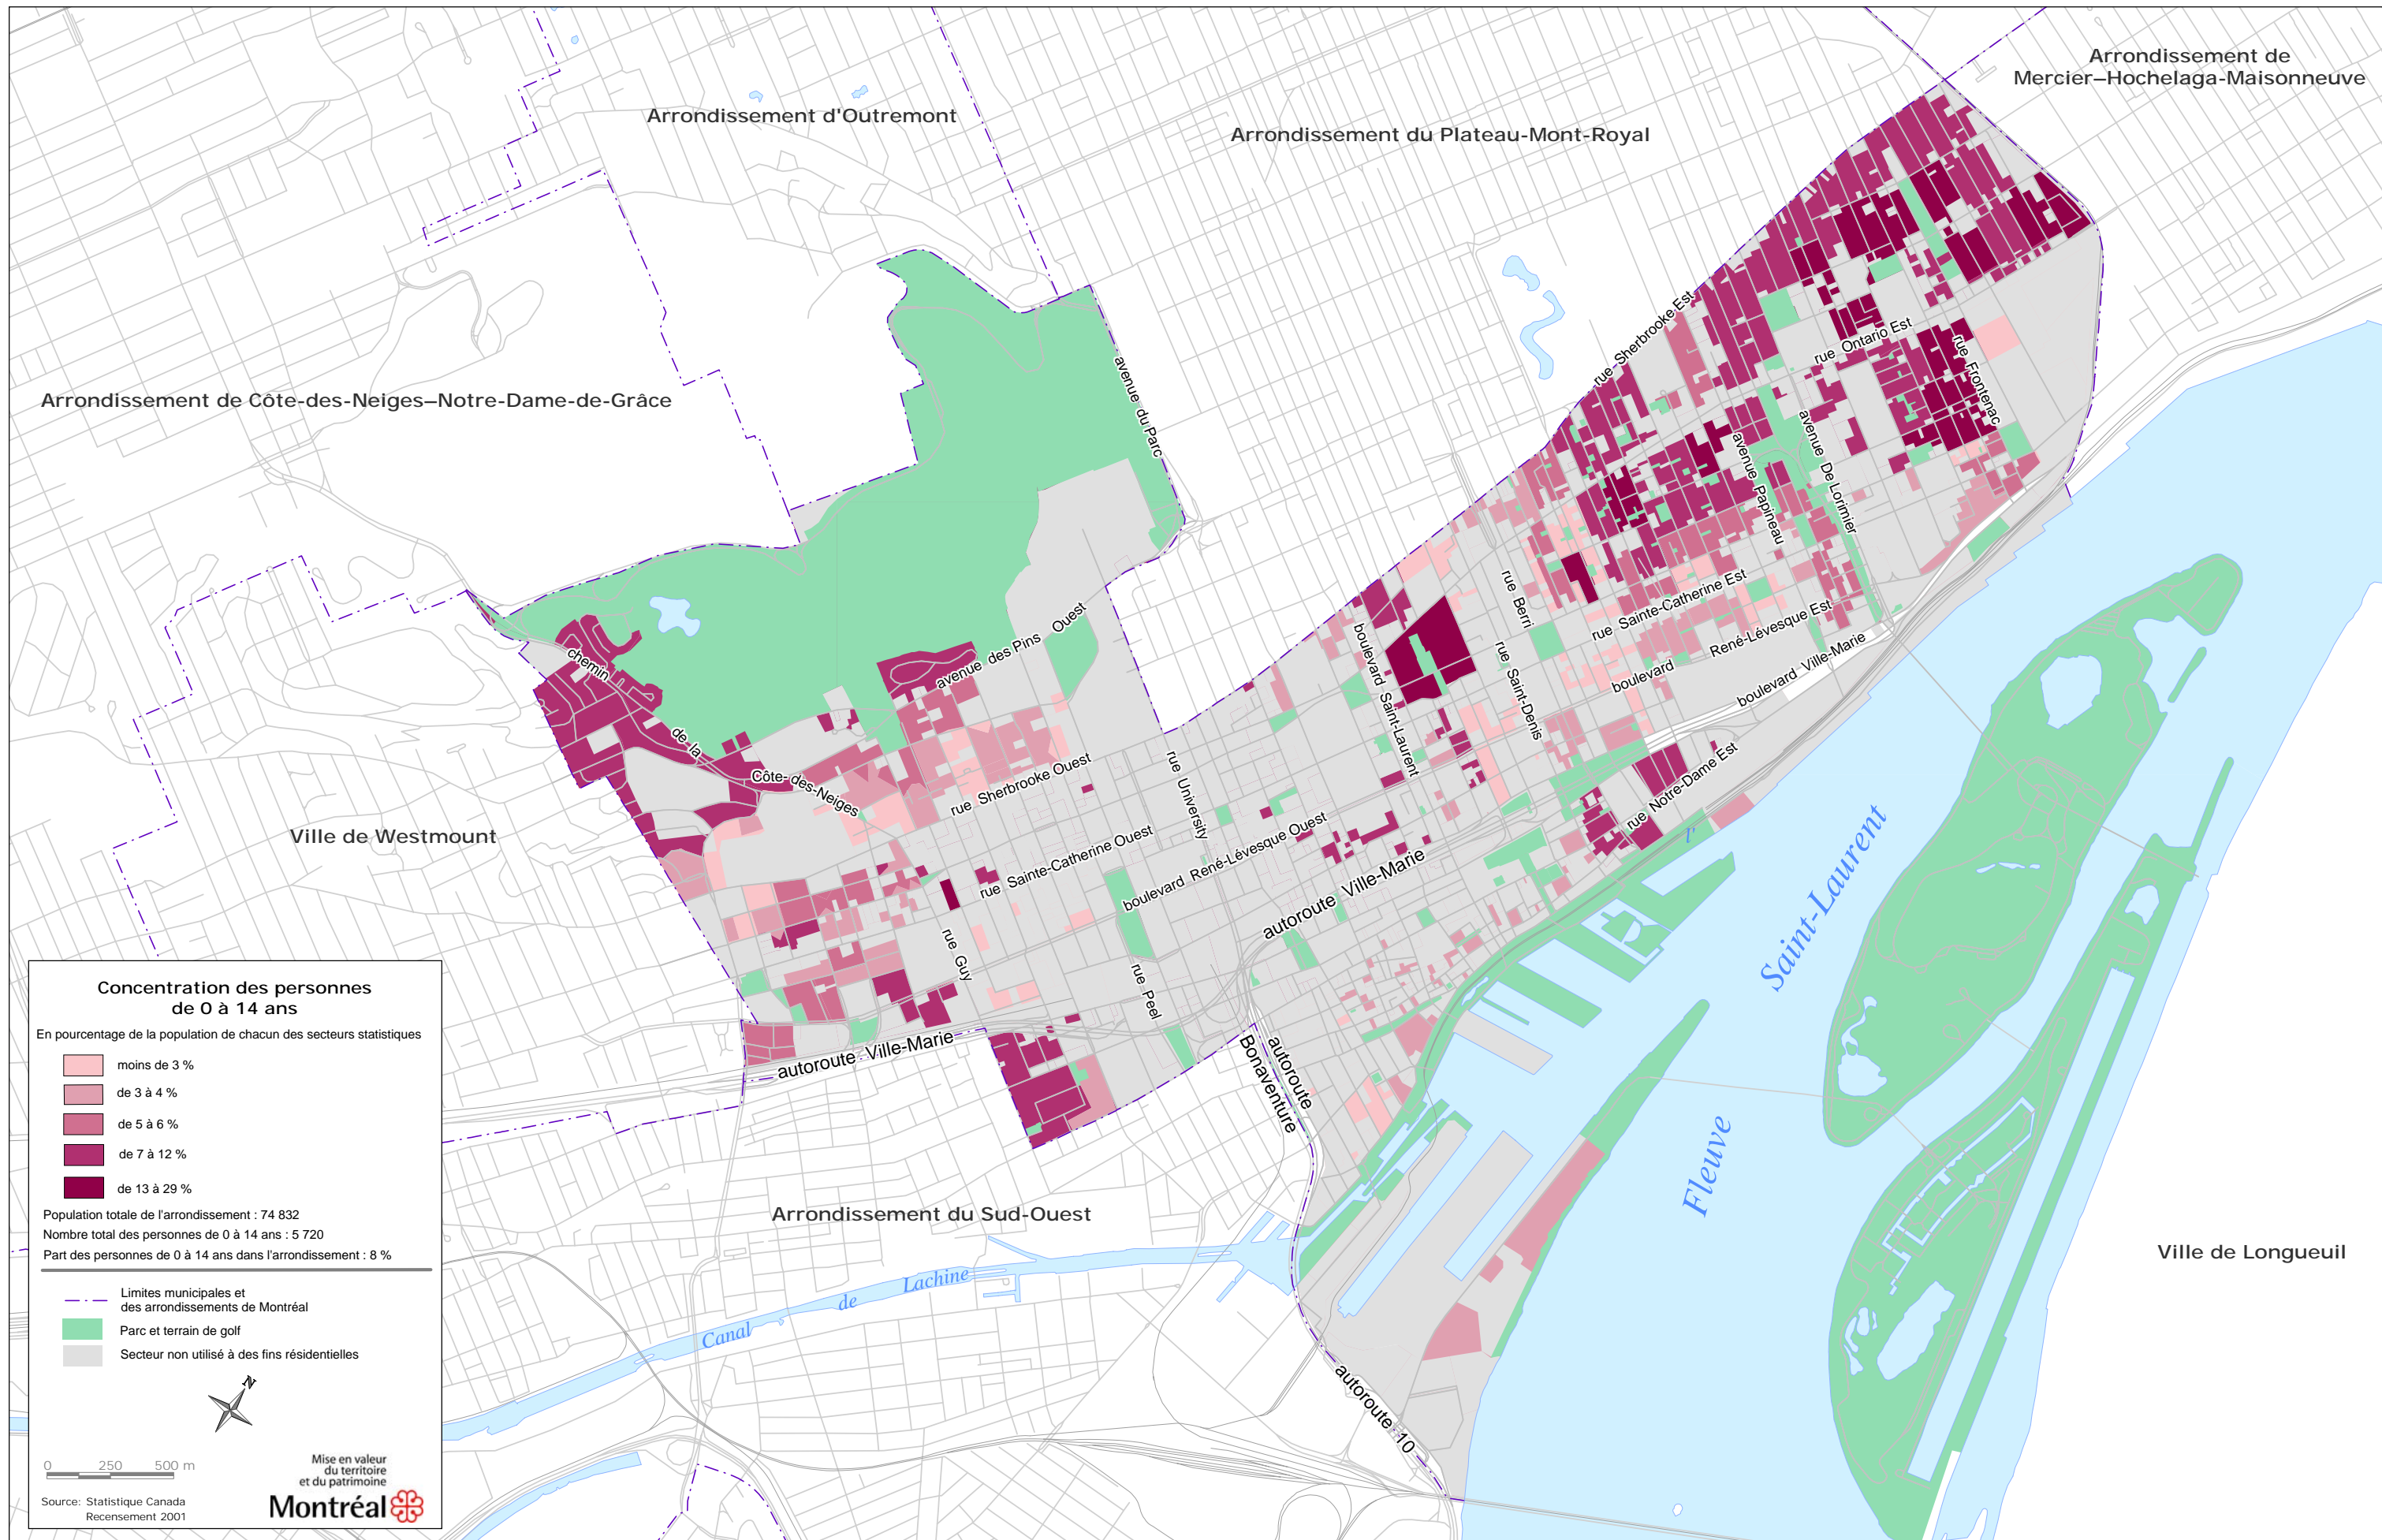 Arrondissement de
Mercier–Hochelaga-Maisonneuve
Arrondissement d'Outremont
Arrondissement du Plateau-Mont-Royal
Arrondissement de Côte-des-Neiges–Notre-Dame-de-Grâce
avenue du Parc
rue Sherbrooke Est
rue Ontario Est
rue Frontenac
avenue De Lorimier
avenue Papineau
rue Berri
rue Sainte-Catherine Est
boulevard René-Lévesque Est
boulevard Ville-Marie
boulevard Saint-Laurent
rue Saint-Denis
avenue des Pins Ouest
chemin de la Côte-des-Neiges
rue Sherbrooke Ouest
rue University
rue Notre-Dame Est
Ville de Westmount
rue Sainte-Catherine Ouest
boulevard René-Lévesque Ouest
autoroute Ville-Marie
rue Guy
rue Peel
autoroute Ville-Marie
autoroute
Bonaventure
Fleuve
Saint-Laurent
l'
Arrondissement du Sud-Ouest
Canal de Lachine
autoroute 10
Ville de Longueuil
Concentration des personnes
de 0 à 14 ans
En pourcentage de la population de chacun des secteurs statistiques
moins de 3 %
de 3 à 4 %
de 5 à 6 %
de 7 à 12 %
de 13 à 29 %
Population totale de l'arrondissement : 74 832
Nombre total des personnes de 0 à 14 ans : 5 720
Part des personnes de 0 à 14 ans dans l'arrondissement : 8 %
Limites municipales et
des arrondissements de Montréal
Parc et terrain de golf
Secteur non utilisé à des fins résidentielles
N
0 250 500 m
Source: Statistique Canada
Recensement 2001
Mise en valeur
du territoire
et du patrimoine
Montréal